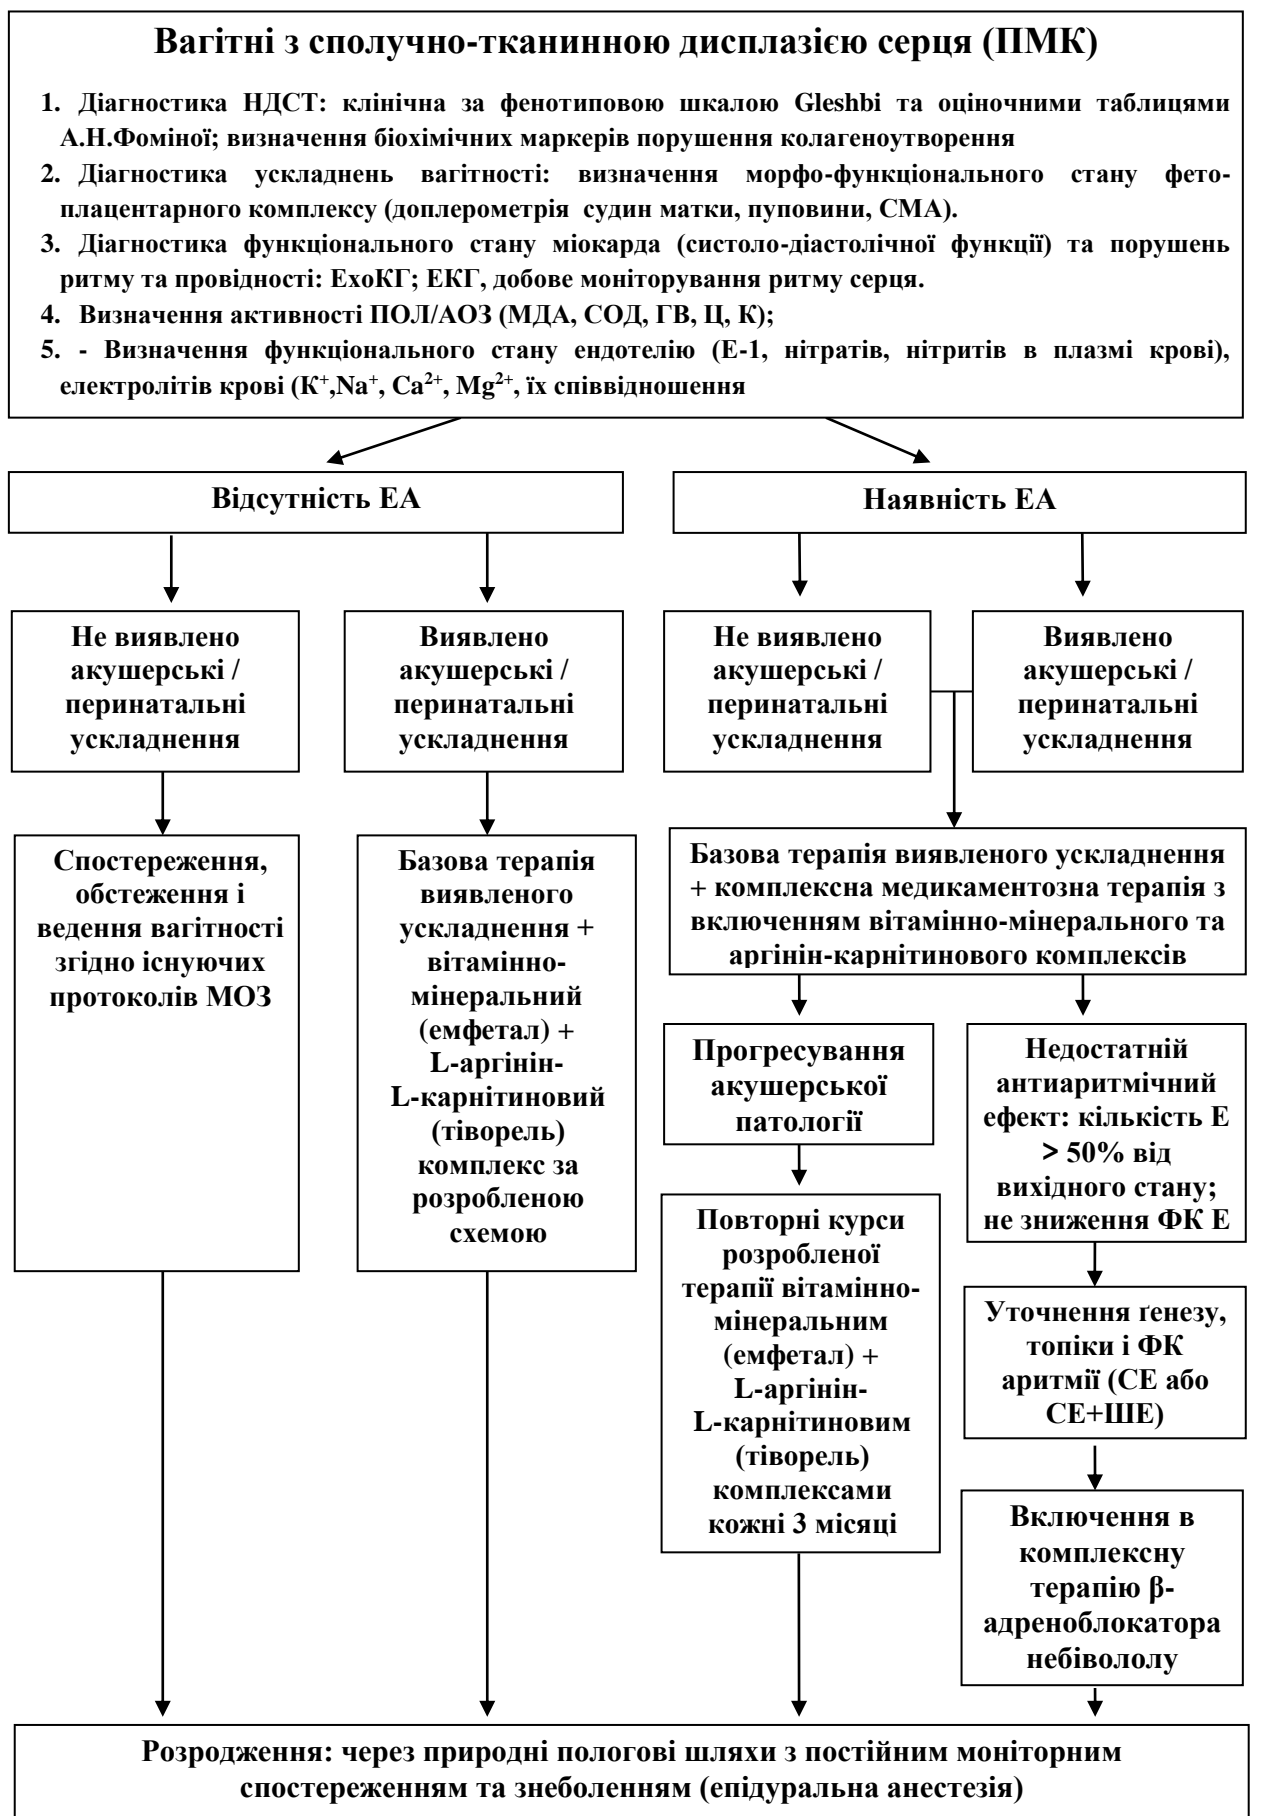 Вагітні з сполучно-тканинною дисплазією серця (ПМК)
1. Діагностика НДСТ: клінічна за фенотиповою шкалою Gleshbi та оціночними таблицями
А.Н.Фоміної; визначення біохімічних маркерів порушення колагеноутворення
2. Діагностика ускладнень вагітності: визначення морфо-функціонального стану фето-
плацентарного комплексу (доплерометрія судин матки, пуповини, СМА).
3. Діагностика функціонального стану міокарда (систоло-діастолічної функції) та порушень
ритму та провідності: ЕхоКГ; ЕКГ, добове моніторування ритму серця.
4. Визначення активності ПОЛ/АОЗ (МДА, СОД, ГВ, Ц, К);
5. - Визначення функціонального стану ендотелію (Е-1, нітратів, нітритів в плазмі крові),
електролітів крові (К⁺,Na⁺, Ca²⁺, Mg²⁺, їх співвідношення
Відсутність ЕА
Наявність ЕА
Не виявлено
акушерські /
перинатальні
ускладнення
Виявлено
акушерські /
перинатальні
ускладнення
Не виявлено
акушерські /
перинатальні
ускладнення
Виявлено
акушерські /
перинатальні
ускладнення
Спостереження,
обстеження і
ведення вагітності
згідно існуючих
протоколів МОЗ
Базова терапія
виявленого
ускладнення +
вітамінно-
мінеральний
(емфетал) +
L-аргінін-
L-карнітиновий
(тіворель)
комплекс за
розробленою
схемою
Базова терапія виявленого ускладнення
+ комплексна медикаментозна терапія з
включенням вітамінно-мінерального та
аргінін-карнітинового комплексів
Прогресування
акушерської
патології
Повторні курси
розробленої
терапії вітамінно-
мінеральним
(емфетал) +
L-аргінін-
L-карнітиновим
(тіворель)
комплексами
кожні 3 місяці
Недостатній
антиаритмічний
ефект: кількість Е
> 50% від
вихідного стану;
не зниження ФК Е
Уточнення ґенезу,
топіки і ФК
аритмії (СЕ або
СЕ+ШЕ)
Включення в
комплексну
терапію β-
адреноблокатора
небівололу
Розродження: через природні пологові шляхи з постійним моніторним
спостереженням та знеболенням (епідуральна анестезія)